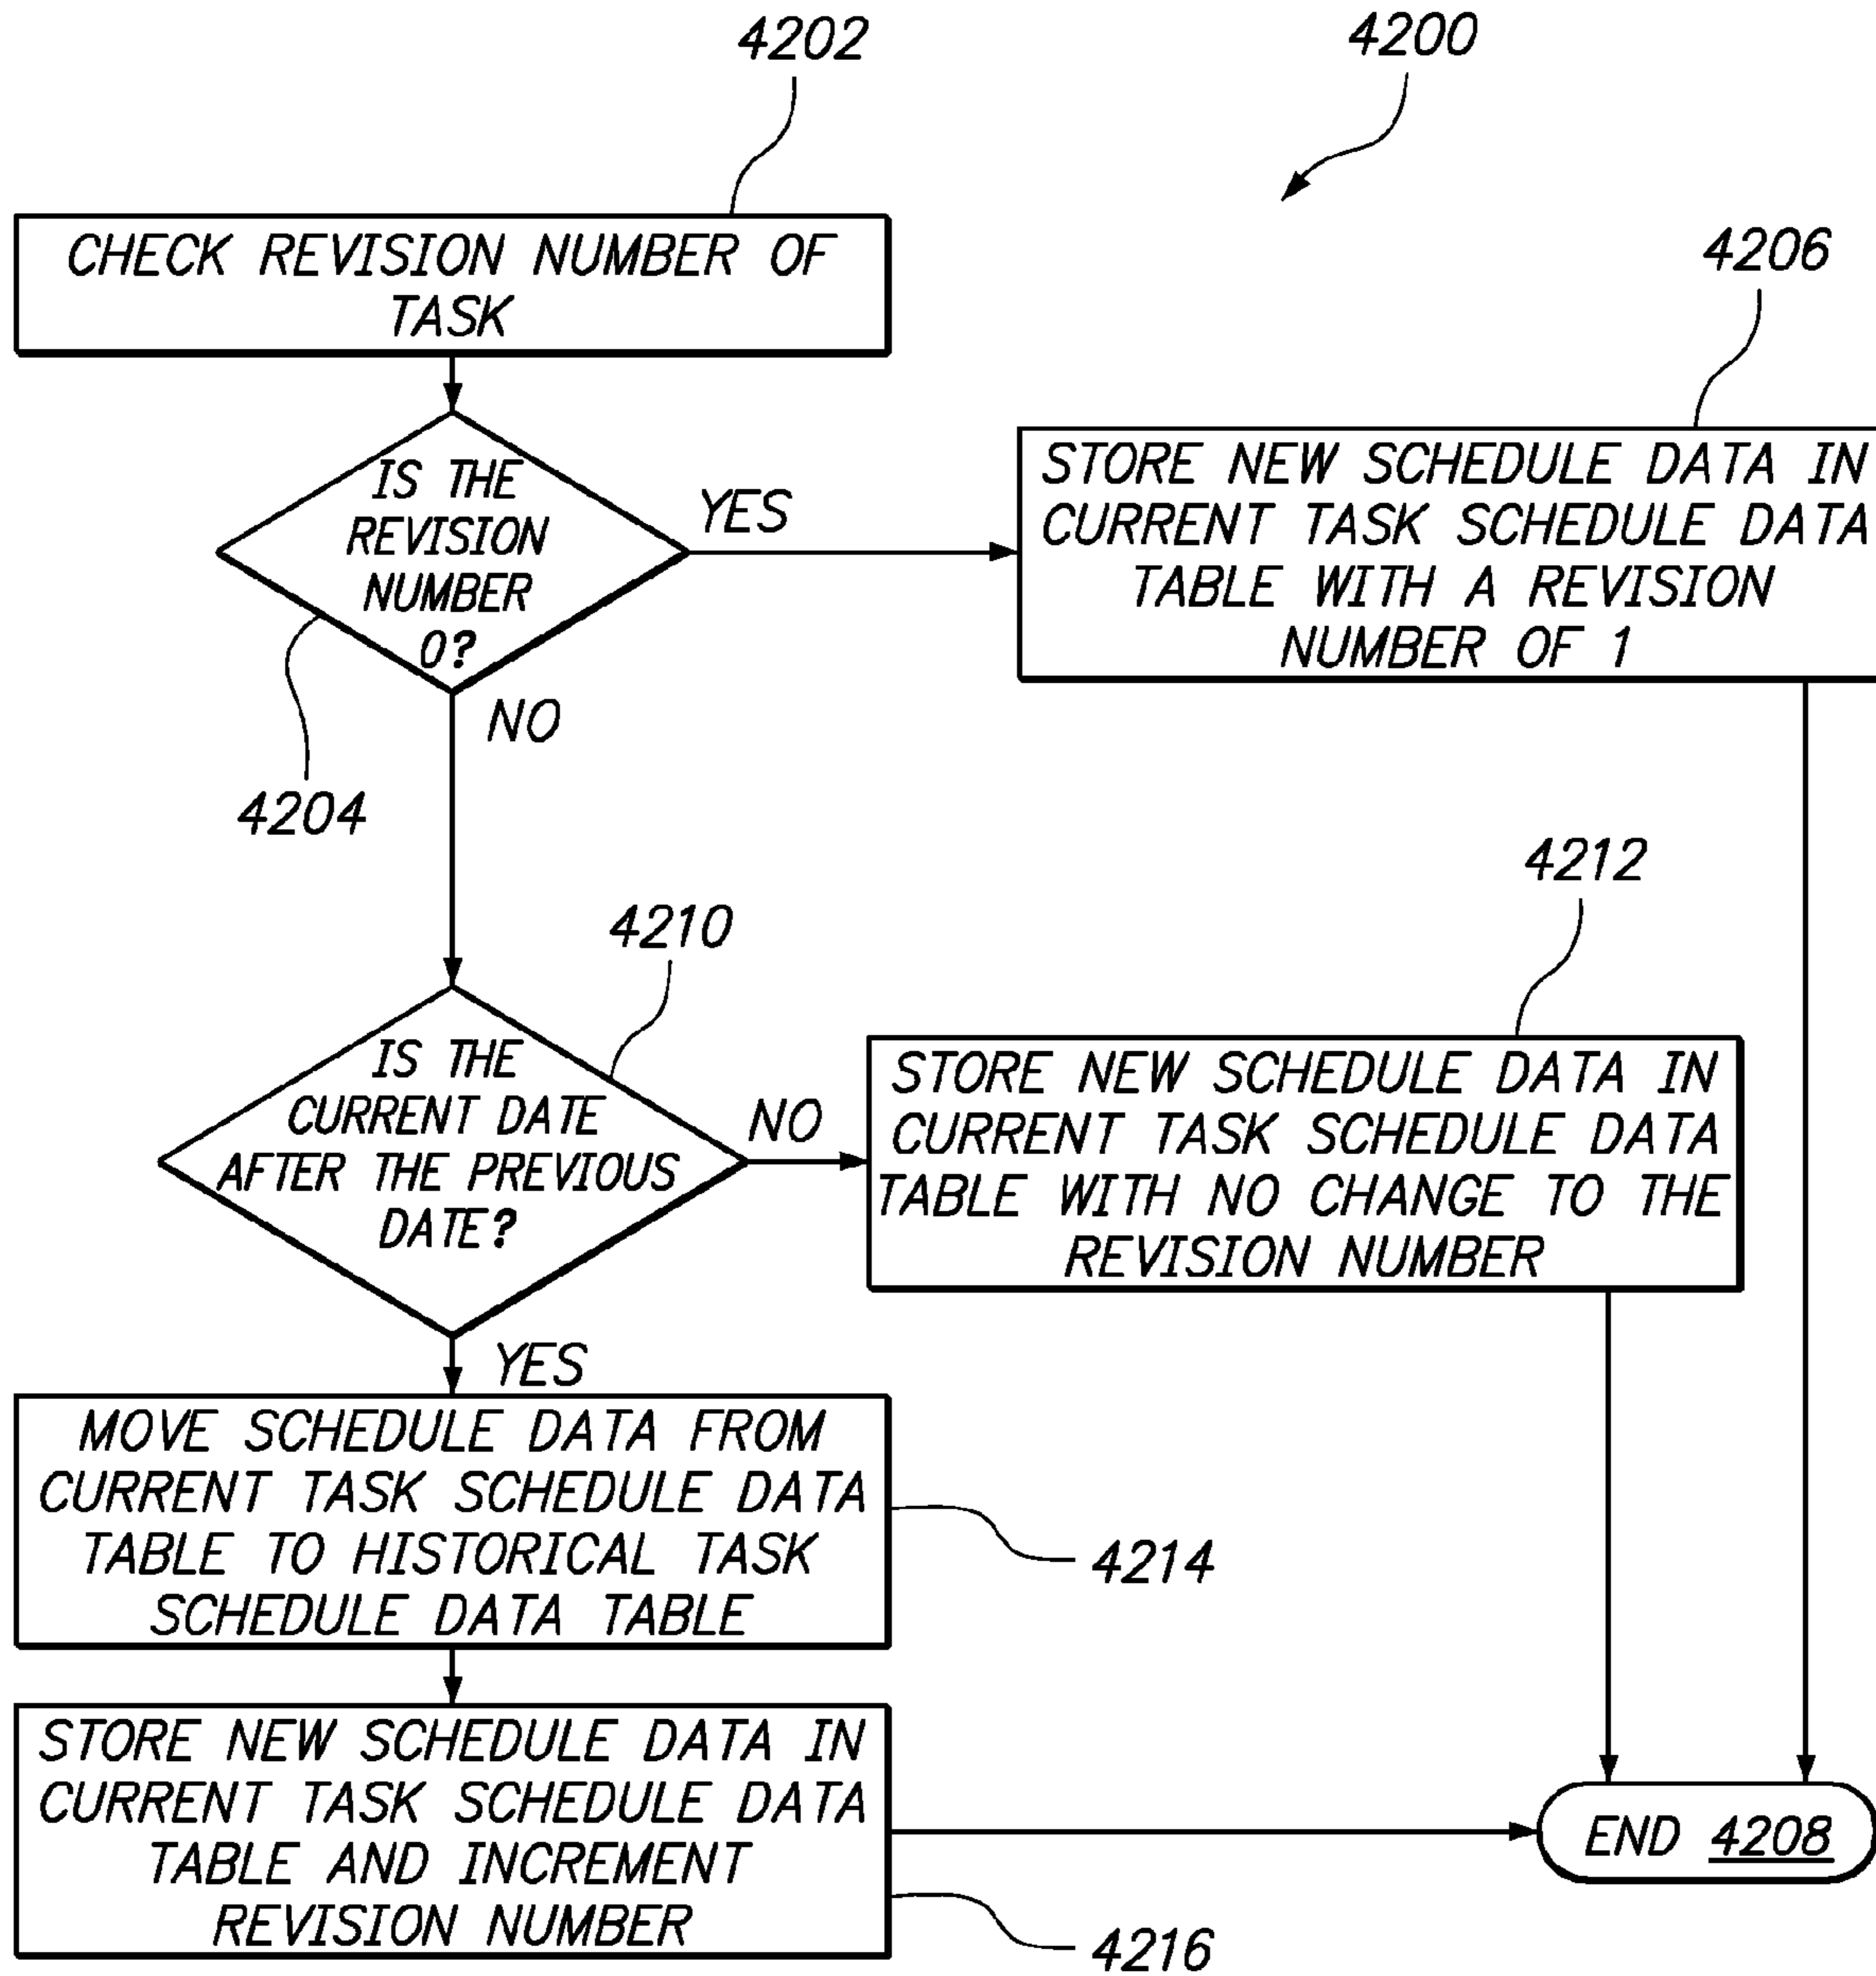 4202
4200
CHECK REVISION NUMBER OF
TASK
4206
IS THE
REVISION
NUMBER
0?
YES
STORE NEW SCHEDULE DATA IN
CURRENT TASK SCHEDULE DATA
TABLE WITH A REVISION
NUMBER OF 1
NO
4204
4212
4210
IS THE
CURRENT DATE
AFTER THE PREVIOUS
DATE?
NO
STORE NEW SCHEDULE DATA IN
CURRENT TASK SCHEDULE DATA
TABLE WITH NO CHANGE TO THE
REVISION NUMBER
YES
MOVE SCHEDULE DATA FROM
CURRENT TASK SCHEDULE DATA
TABLE TO HISTORICAL TASK
SCHEDULE DATA TABLE
4214
STORE NEW SCHEDULE DATA IN
CURRENT TASK SCHEDULE DATA
TABLE AND INCREMENT
REVISION NUMBER
END 4208
4216